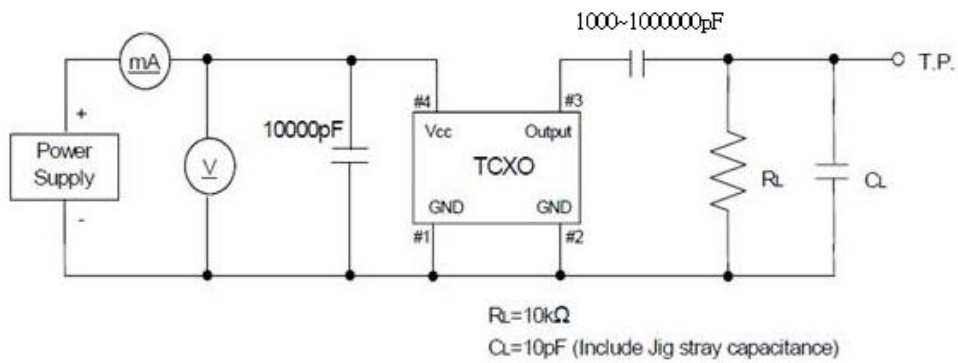 1000~1000000pF
mA
T.P.
#4
#3
+
10000pF
Vcc
Output
Power
Supply
V
TCXO
RL
CL
GND
GND
-
#1
#2
RL=10kΩ
CL=10pF (Include Jig stray capacitance)